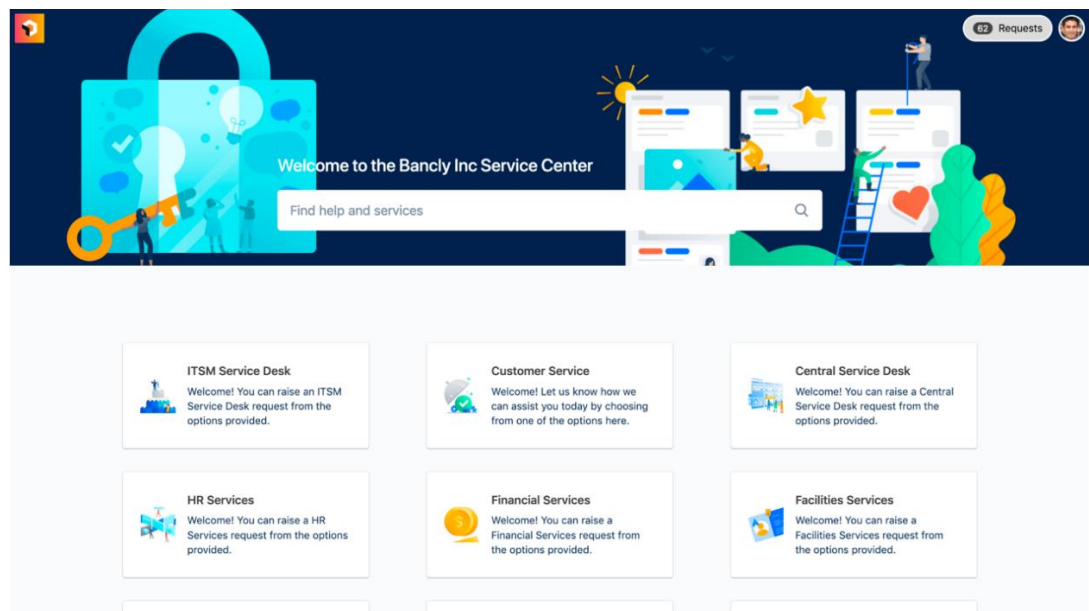 62 Requests
Welcome to the Bancly Inc Service Center
Find help and services
ITSM Service Desk
Welcome! You can raise an ITSM
Service Desk request from the
options provided.
Customer Service
Welcome! Let us know how we
can assist you today by choosing
from one of the options here.
Central Service Desk
Welcome! You can raise a Central
Service Desk request from the
options provided.
HR Services
Welcome! You can raise a HR
Services request from the options
provided.
Financial Services
Welcome! You can raise a
Financial Services request from
the options provided.
Facilities Services
Welcome! You can raise a
Facilities Services request from
the options provided.